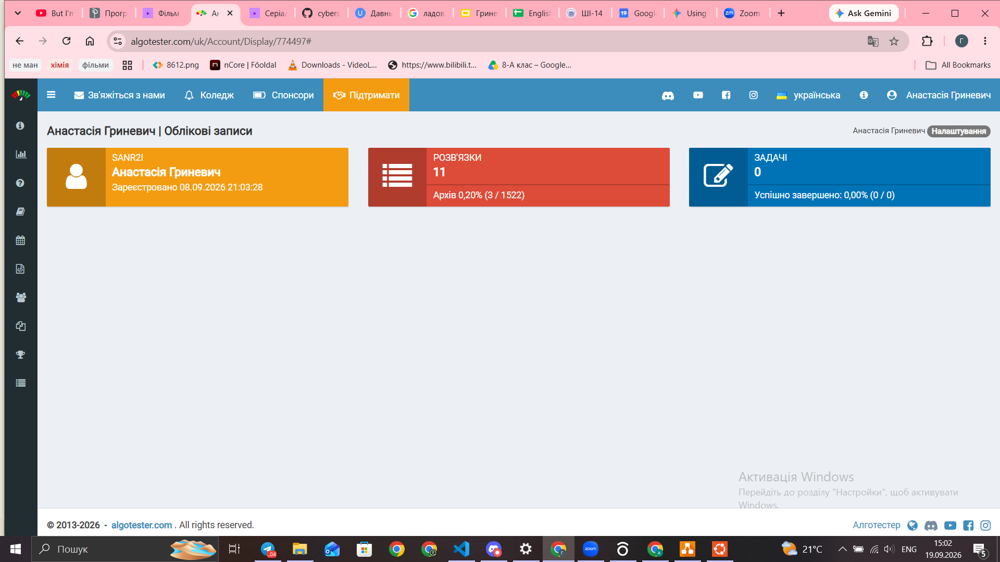 But I'm
Прогр
Фільм
Ан
Серіал
cybers
Давнь
ладов
Грине
English
ШІ-14
Googl
Using
Zoom
Ask Gemini
algotester.com/uk/Account/Display/774497#
не ман
хімія
фільми
8612.png
nCore | Főoldal
Downloads - VideoL...
https://www.bilibili.t...
8-А клас – Google...
All Bookmarks
Зв'яжіться з нами
Коледж
Спонсори
Підтримати
українська
Анастасія Гриневич
Анастасія Гриневич | Облікові записи
Анастасія Гриневич Налаштування
SANR2I
Анастасія Гриневич
Зареєстровано 08.09.2026 21:03:28
РОЗВ'ЯЗКИ
11
Архів 0,20% (3 / 1522)
ЗАДАЧІ
0
Успішно завершено: 0,00% (0 / 0)
Активація Windows
Перейдіть до розділу "Настройки", щоб активувати
Windows.
© 2013-2026 - algotester.com . All rights reserved.
Алготестер
Пошук
21°C
ENG
15:02
19.09.2026
5